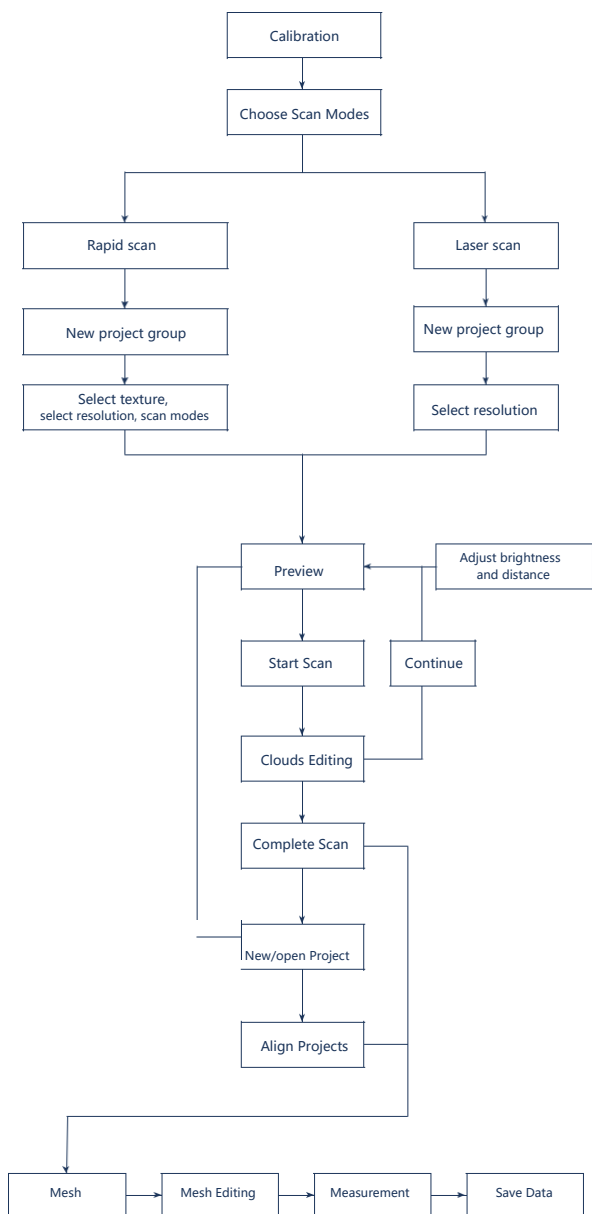 Calibration
Choose Scan Modes
Rapid scan
Laser scan
New project group
New project group
Select texture,
select resolution, scan modes
Select resolution
Preview
Adjust brightness
and distance
Start Scan
Continue
Clouds Editing
Complete Scan
New/open Project
Align Projects
Mesh
Mesh Editing
Measurement
Save Data